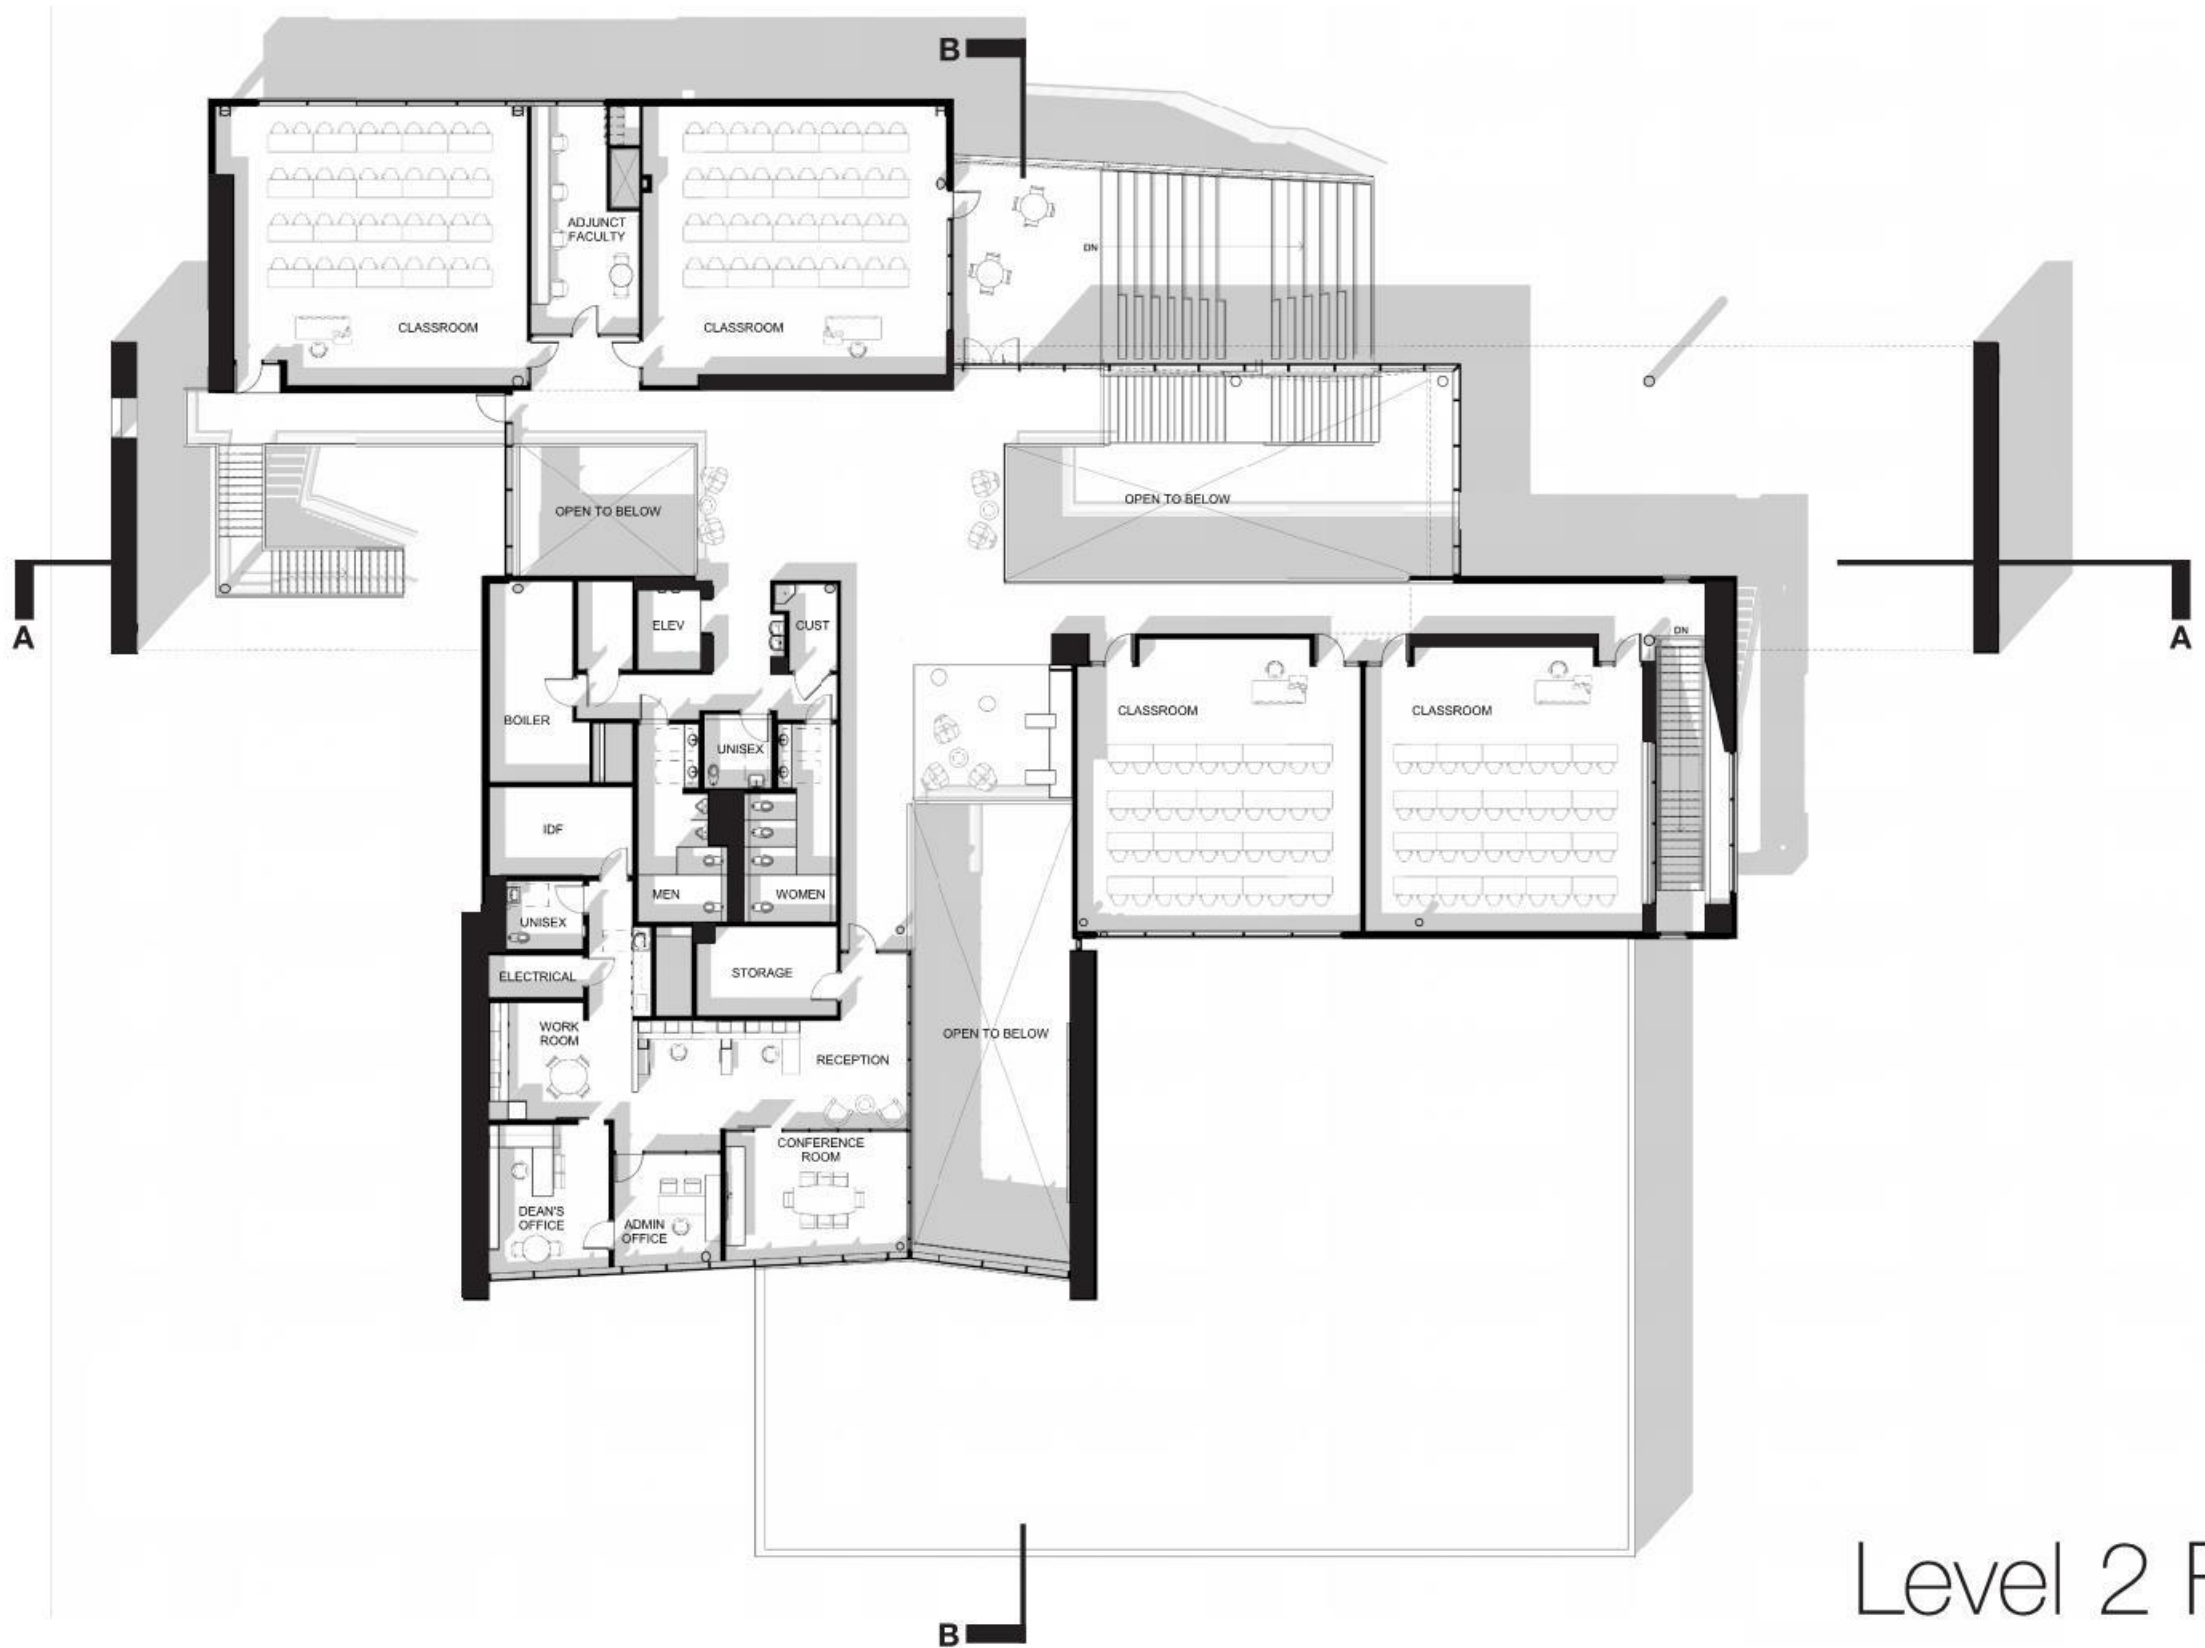 B
ADJUNCT
FACULTY
DN
CLASSROOM
CLASSROOM
OPEN TO BELOW
OPEN TO BELOW
A
ELEV
CUST
DN
A
CLASSROOM
CLASSROOM
BOILER
UNISEX
IDF
MEN
WOMEN
UNISEX
ELECTRICAL
STORAGE
WORK
ROOM
OPEN TO BELOW
RECEPTION
CONFERENCE
ROOM
DEAN'S
OFFICE
ADMIN
OFFICE
Level 2
B